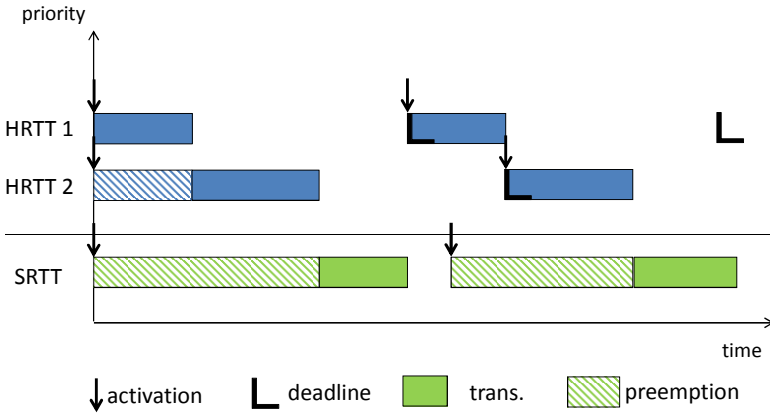 priority
HRTT 1
HRTT 2
SRTT
time
activation
deadline
trans.
preemption